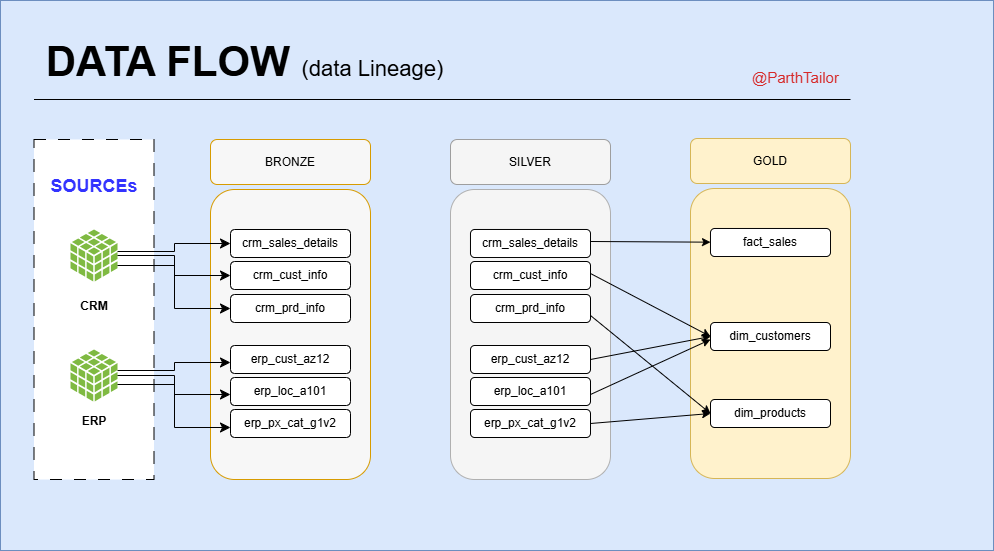 DATA FLOW (data Lineage)
@ParthTailor
SOURCEs
CRM
ERP
BRONZE
crm_sales_details
crm_cust_info
crm_prd_info
erp_cust_az12
erp_loc_a101
erp_px_cat_g1v2
SILVER
crm_sales_details
crm_cust_info
crm_prd_info
erp_cust_az12
erp_loc_a101
erp_px_cat_g1v2
GOLD
fact_sales
dim_customers
dim_products